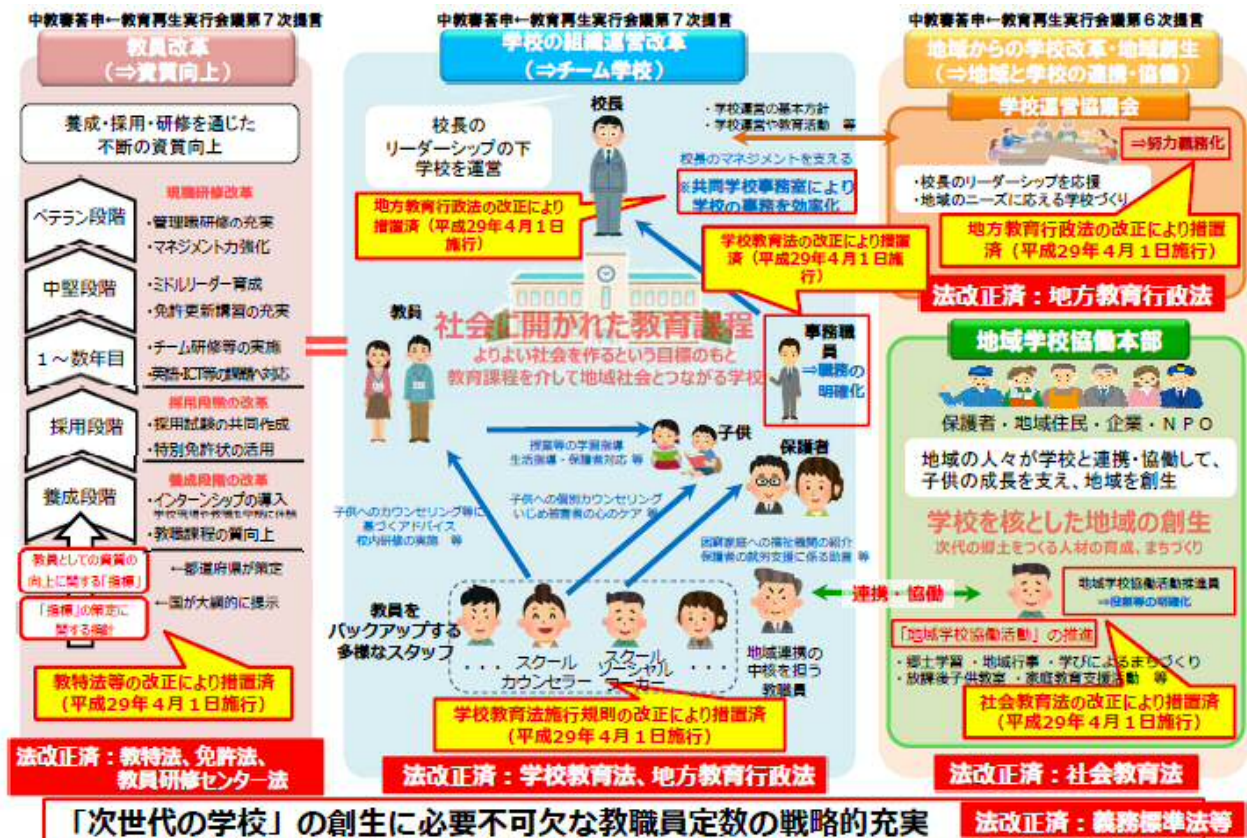 中教審答申←教育再生実行会議第７次提言
教員改革
（⇒資質向上）
養成・採用・研修を通じた
不断の資質向上
ベテラン段階
中堅段階
１～数年目
採用段階
養成段階
現職研修改革
・管理職研修の充実
・マネジメント力強化
・ミドルリーダー育成
・免許更新講習の充実
・チーム研修等の実施
・英語・ICT等の課題へ対応
採用段階の改革
・採用試験の共同作成
・特別免許状の活用
養成段階の改革
・インターンシップの導入
・教職課程の質向上
教員としての資質の
向上に関する「指標」
←都道府県が策定
「指標」の策定に
関する指針
←国が大綱的に提示
教特法等の改正により措置済
（平成29年４月１日施行）
法改正済：教特法、免許法、
教員研修センター法
＝
中教審答申←教育再生実行会議第７次提言
学校の組織運営改革
（⇒チーム学校）
校長
校長の
リーダーシップの下
学校を運営
・学校運営の基本方針
・学校運営や教育活動　等
校長のマネジメントを支える
※共同学校事務室により
学校の事務を効率化
地方教育行政法の改正により
措置済（平成29年４月１日
施行）
学校教育法の改正により措置
済（平成29年４月１日施
行）
教員
社会に開かれた教育課程
よりよい社会を作るという目標のもと
教育課程を介して地域社会とつながる学校
事務職
員
⇒職務の
明確化
授業等の学習指導
生活指導・保護者対応 等
子供
保護者
子供へのカウンセリング等に
基づくアドバイス
校内研修の実施　等
子供への個別カウンセリング
いじめ被害者の心のケア 等
困窮家庭への福祉機関の紹介
保護者の就労支援に係る助言 等
教員を
バックアップする
多様なスタッフ
・・・
スクール
カウンセラー
スクール
ソーシャル
ワーカー
・・・
地域連携の
中核を担う
教職員
連携・協働
学校教育法施行規則の改正により措置済
（平成29年４月１日施行）
法改正済：学校教育法、地方教育行政法
中教審答申←教育再生実行会議第６次提言
地域からの学校改革・地域創生
（⇒地域と学校の連携・協働）
学校運営協議会
⇒努力義務化
・校長のリーダーシップを応援
・地域のニーズに応える学校づくり
地方教育行政法の改正により措置
済（平成29年４月１日施行）
法改正済：地方教育行政法
地域学校協働本部
保護者・地域住民・企業・ＮＰＯ
地域の人々が学校と連携・協働して、
子供の成長を支え、地域を創生
学校を核とした地域の創生
次代の郷土をつくる人材の育成、まちづくり
地域学校協働活動推進員
⇒役割等の明確化
「地域学校協働活動」の推進
・郷土学習 ・地域行事 ・学びによるまちづくり
・放課後子供教室 ・家庭教育支援活動 等
社会教育法の改正により措置済
（平成29年４月１日施行）
法改正済：社会教育法
「次世代の学校」の創生に必要不可欠な教職員定数の戦略的充実
法改正済：義務標準法等